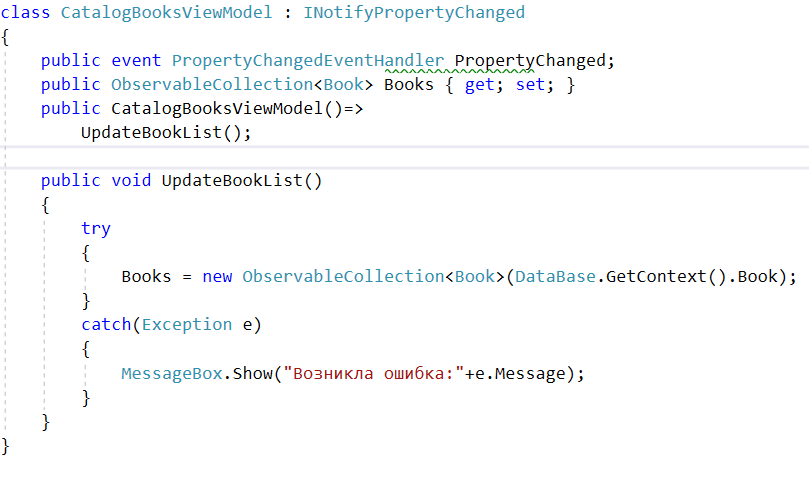 class CatalogBooksViewModel : INotifyPropertyChanged
{
    public event PropertyChangedEventHandler PropertyChanged;
    public ObservableCollection<Book> Books { get; set; }
    public CatalogBooksViewModel()=>
        UpdateBookList();

    public void UpdateBookList()
    {
        try
        {
            Books = new ObservableCollection<Book>(DataBase.GetContext().Book);
        }
        catch(Exception e)
        {
            MessageBox.Show("Возникла ошибка:"+e.Message);
        }
    }
}